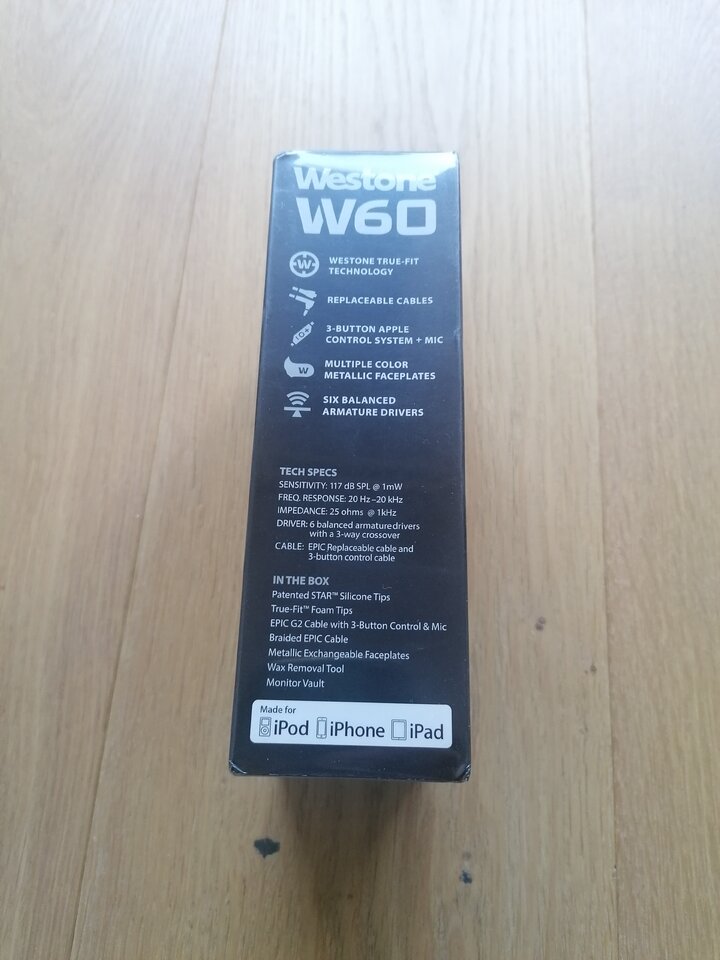 Westone
W60
WESTONE TRUE-FIT
TECHNOLOGY
REPLACEABLE CABLES
3-BUTTON APPLE
CONTROL SYSTEM + MIC
MULTIPLE COLOR
METALLIC FACEPLATES
SIX BALANCED
ARMATURE DRIVERS
TECH SPECS
SENSITIVITY: 117 dB SPL @ 1mW
FREQ. RESPONSE: 20 Hz–20 kHz
IMPEDANCE: 25 ohms @ 1kHz
DRIVER: 6 balanced armature drivers
with a 3-way crossover
CABLE: EPIC Replaceable cable and
3-button control cable
IN THE BOX
Patented STAR™ Silicone Tips
True-Fit™ Foam Tips
EPIC G2 Cable with 3-Button Control & Mic
Braided EPIC Cable
Metallic Exchangeable Faceplates
Wax Removal Tool
Monitor Vault
Made for
iPod iPhone iPad